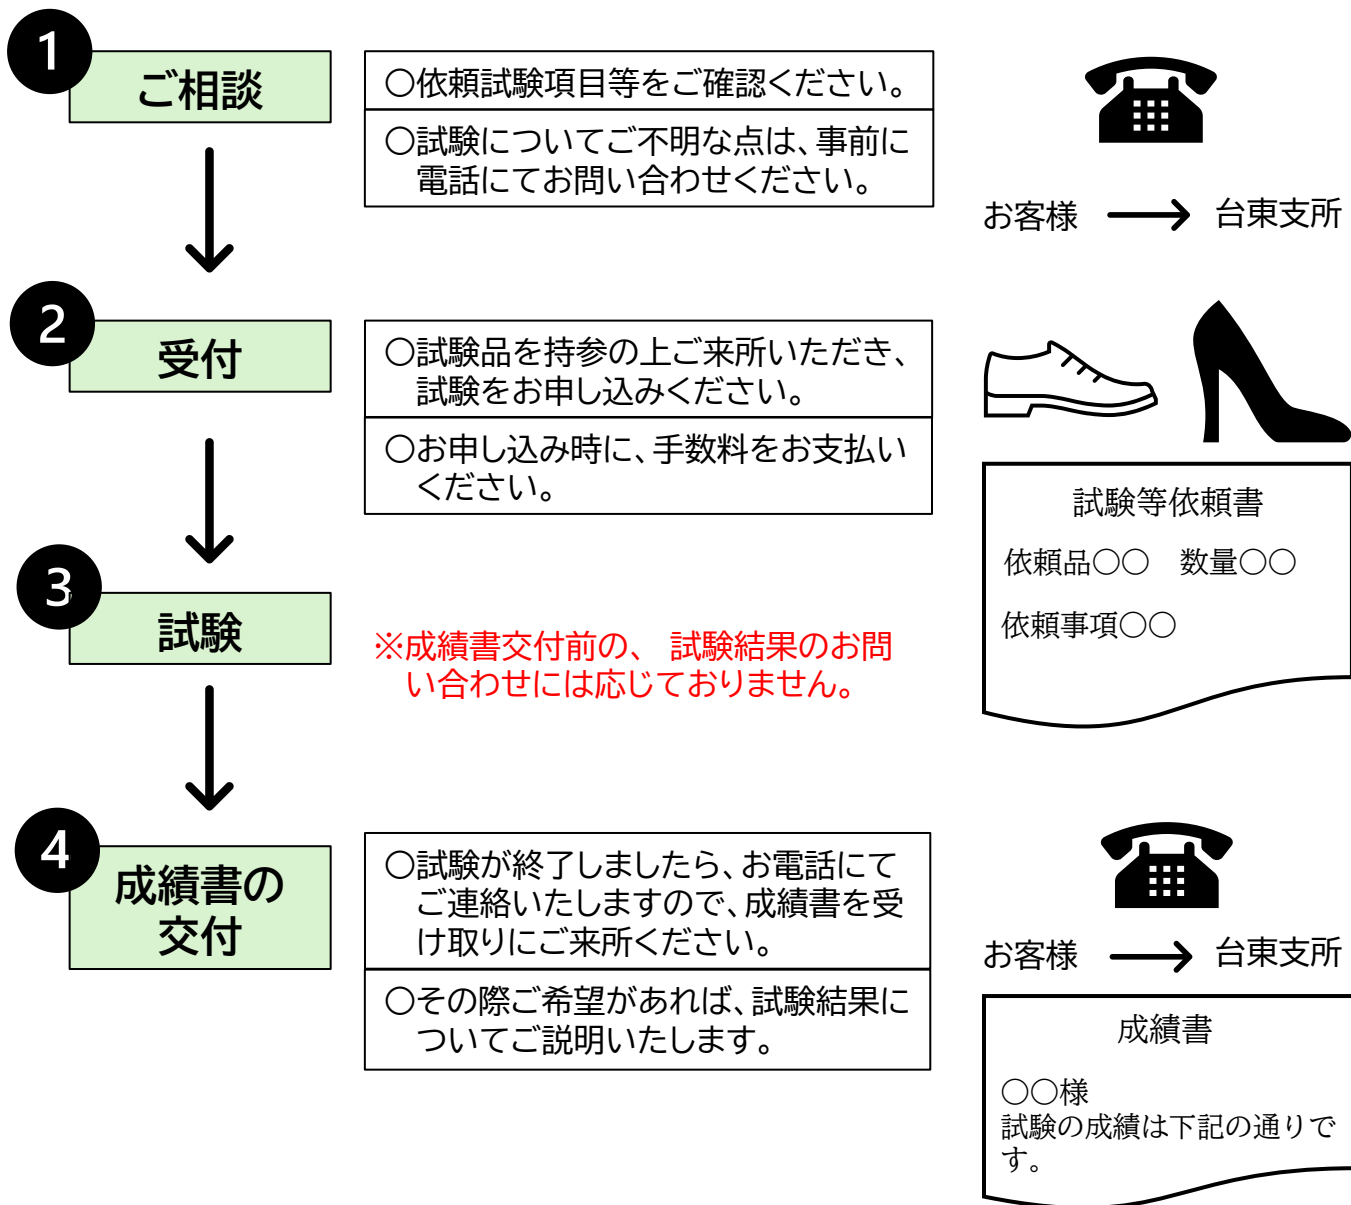 1
ご相談
○依頼試験項目等をご確認ください。
○試験についてご不明な点は、事前に
電話にてお問い合わせください。
お客様 → 台東支所
2
受付
○試験品を持参の上ご来所いただき、
試験をお申し込みください。
○お申し込み時に、手数料をお支払い
ください。
試験等依頼書
依頼品○○ 数量○○
依頼事項○○
3
試験
※成績書交付前の、 試験結果のお問
い合わせには応じておりません。
4
成績書の
交付
○試験が終了しましたら、お電話にて
ご連絡いたしますので、成績書を受
け取りにご来所ください。
○その際ご希望があれば、試験結果に
ついてご説明いたします。
お客様 → 台東支所
成績書
○○様
試験の成績は下記の通りで
す。